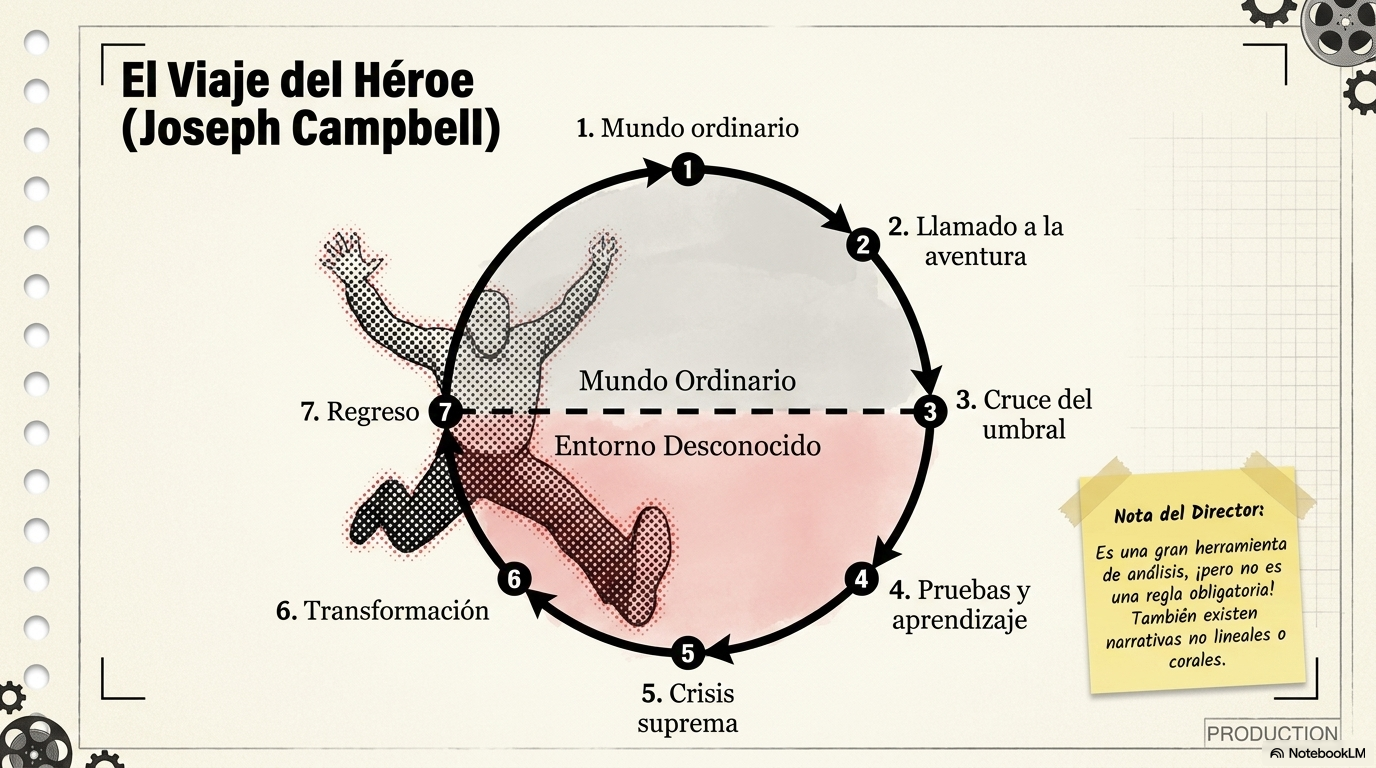 El Viaje del Héroe
(Joseph Campbell)
1. Mundo ordinario
1
2
2. Llamado a la
aventura
Mundo Ordinario
7. Regreso
7
3
3. Cruce del
umbral
Entorno Desconocido
Nota del Director:
Es una gran herramienta
de análisis, ¡pero no es
una regla obligatoria!
También existen
narrativas no lineales o
corales.
6
6. Transformación
4
4. Pruebas y
aprendizaje
5
5. Crisis
suprema
PRODUCTION
NotebookLM